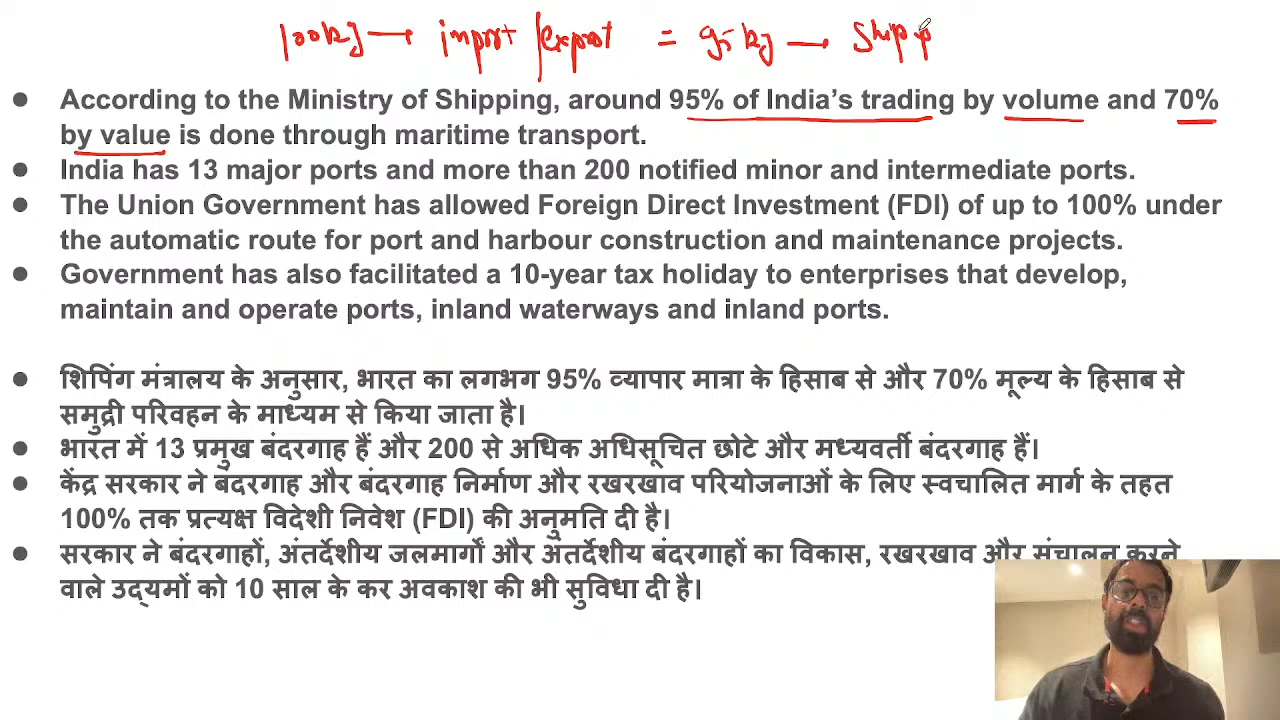 100kg → import/export = 95 kg → Shipp
● According to the Ministry of Shipping, around 95% of India's trading by volume and 70%
by value is done through maritime transport.
● India has 13 major ports and more than 200 notified minor and intermediate ports.
● The Union Government has allowed Foreign Direct Investment (FDI) of up to 100% under
the automatic route for port and harbour construction and maintenance projects.
● Government has also facilitated a 10-year tax holiday to enterprises that develop,
maintain and operate ports, inland waterways and inland ports.
● शिपिंग मंत्रालय के अनुसार, भारत का लगभग 95% व्यापार मात्रा के हिसाब से और 70% मूल्य के हिसाब से
समुद्री परिवहन के माध्यम से किया जाता है।
● भारत में 13 प्रमुख बंदरगाह हैं और 200 से अधिक अधिसूचित छोटे और मध्यवर्ती बंदरगाह हैं।
● केंद्र सरकार ने बंदरगाह और बंदरगाह निर्माण और रखरखाव परियोजनाओं के लिए स्वचालित मार्ग के तहत
100% तक प्रत्यक्ष विदेशी निवेश (FDI) की अनुमति दी है।
● सरकार ने बंदरगाहों, अंतर्देशीय जलमार्गों और अंतर्देशीय बंदरगाहों का विकास, रखरखाव और संचालन करने
वाले उद्यमों को 10 साल के कर अवकाश की भी सुविधा दी है।